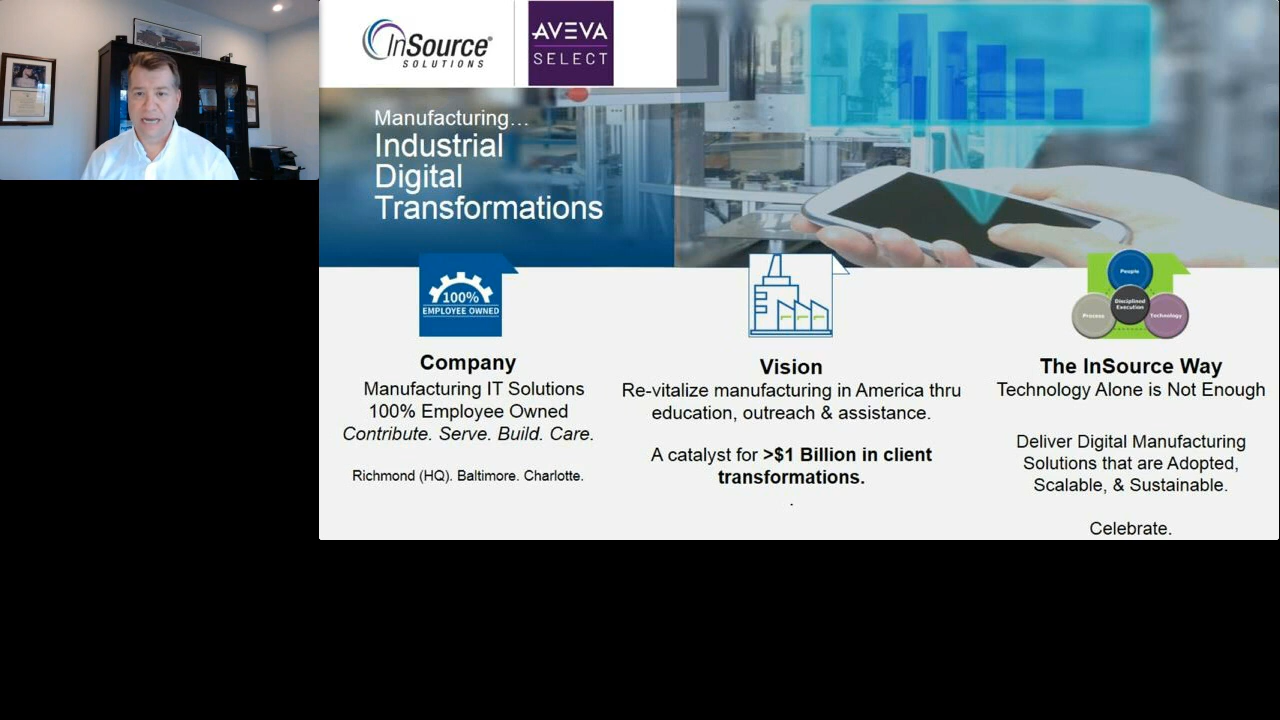 InSource®
SOLUTIONS
AVEVA
SELECT
Manufacturing…
Industrial
Digital
Transformations
100%
EMPLOYEE OWNED
Company
Manufacturing IT Solutions
100% Employee Owned
Contribute. Serve. Build. Care.
Richmond (HQ). Baltimore. Charlotte.
Vision
Re-vitalize manufacturing in America thru
education, outreach & assistance.
A catalyst for >$1 Billion in client
transformations.
.
People
Disciplined
Execution
Process
Technology
The InSource Way
Technology Alone is Not Enough
Deliver Digital Manufacturing
Solutions that are Adopted,
Scalable, & Sustainable.
Celebrate.